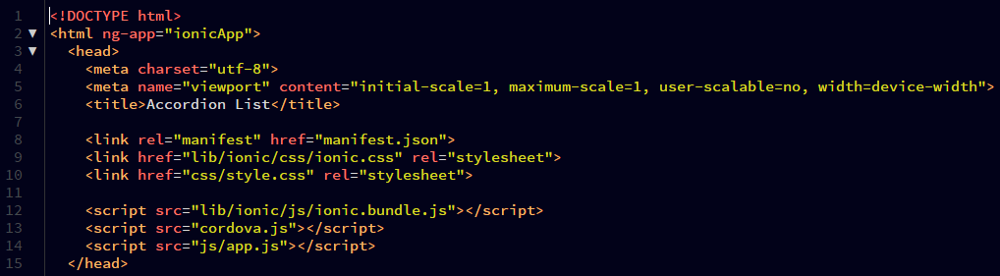 1 <!DOCTYPE html>
2 ▼ <html ng-app="ionicApp">
3 ▼   <head>
4     <meta charset="utf-8">
5     <meta name="viewport" content="initial-scale=1, maximum-scale=1, user-scalable=no, width=device-width">
6     <title>Accordion List</title>
7
8     <link rel="manifest" href="manifest.json">
9     <link href="lib/ionic/css/ionic.css" rel="stylesheet">
10     <link href="css/style.css" rel="stylesheet">
11
12     <script src="lib/ionic/js/ionic.bundle.js"></script>
13     <script src="cordova.js"></script>
14     <script src="js/app.js"></script>
15   </head>